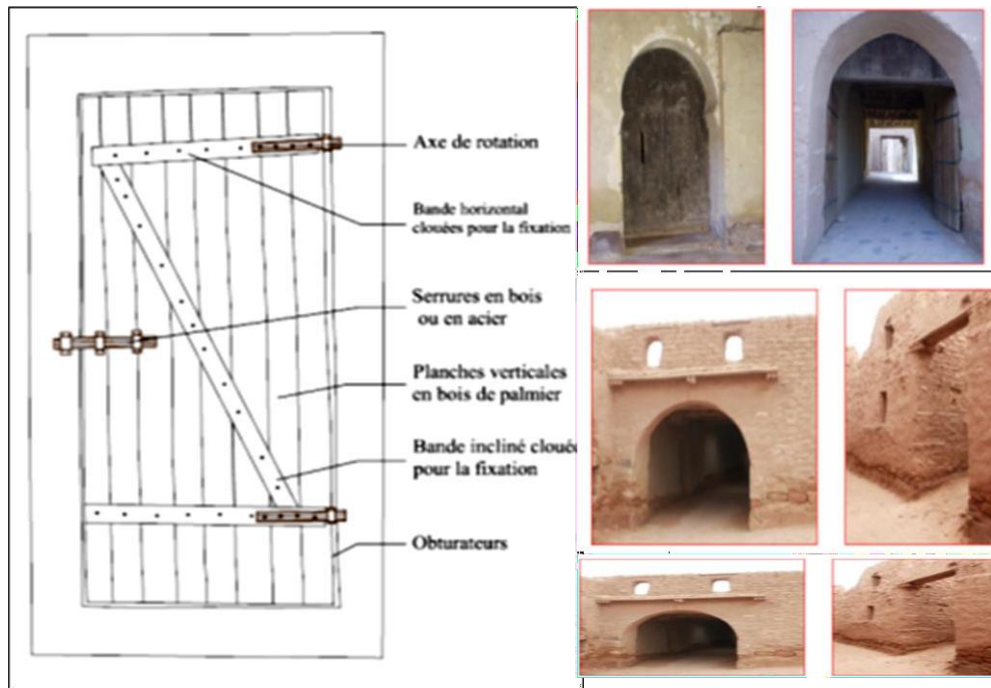 Axe de rotation
Bande horizontal
clouées pour la fixation
Serrures en bois
ou en acier
Planches verticales
en bois de palmier
Bande incliné cloué
pour la fixation
Obturateurs